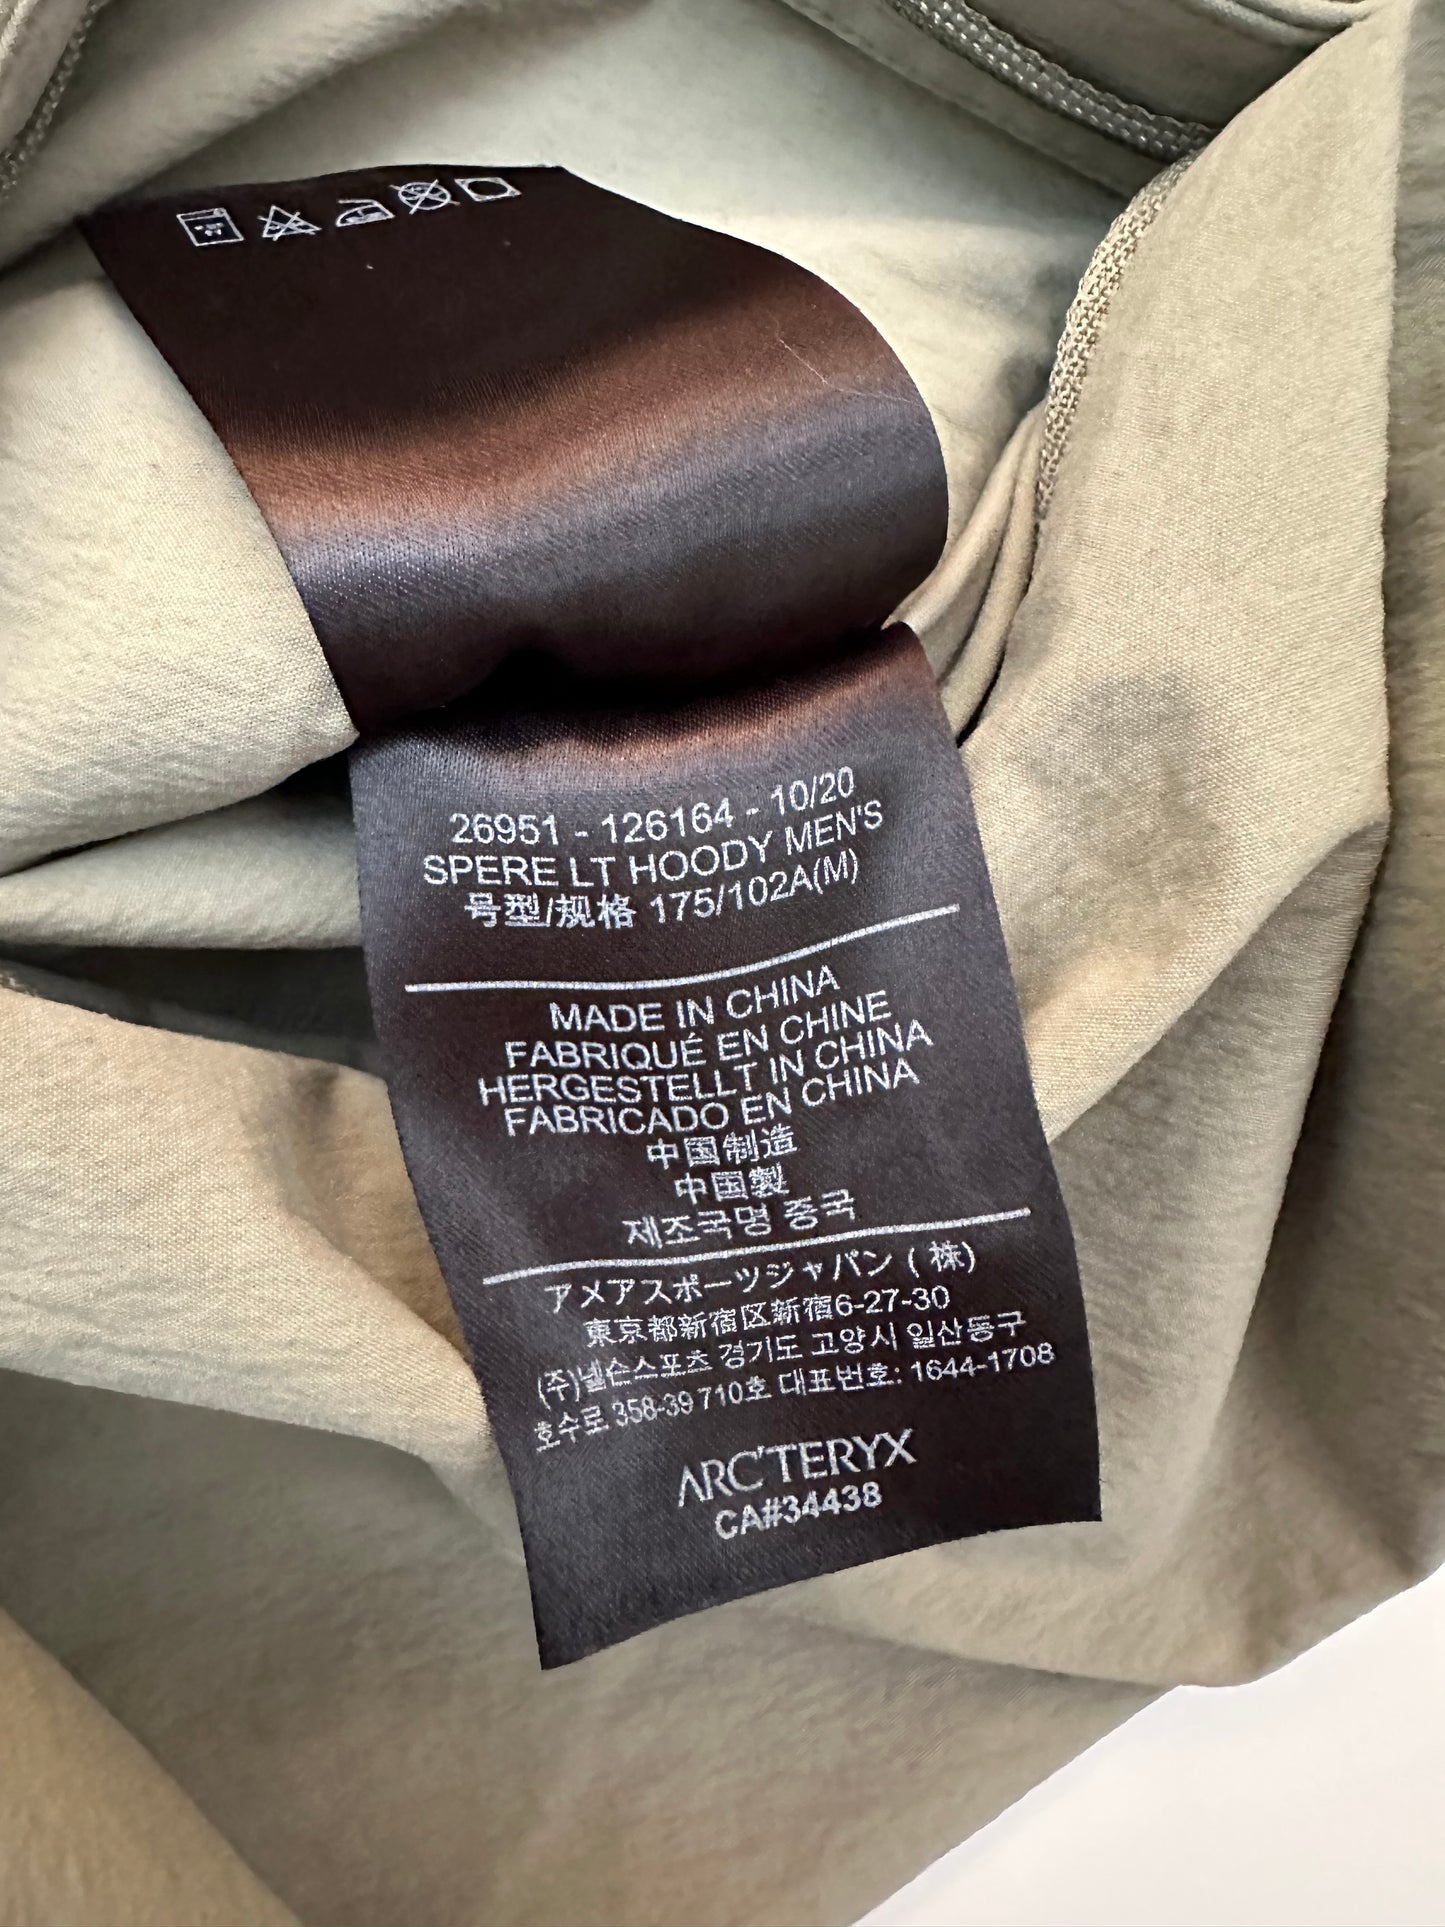 26951 - 126164 - 10/20
SPERE LT HOODY MEN'S
号型/规格 175/102A(M)
MADE IN CHINA
FABRIQUÉ EN CHINE
HERGESTELLT IN CHINA
FABRICADO EN CHINA
中国制造
中国製
제조국명 중국
アメアスポーツジャパン ( 株)
東京都新宿区新宿6-27-30
(주)넬슨스포츠 경기도 고양시 일산동구
호수로 358-39 710호 대표번호: 1644-1708
ARC'TERYX
CA#34438